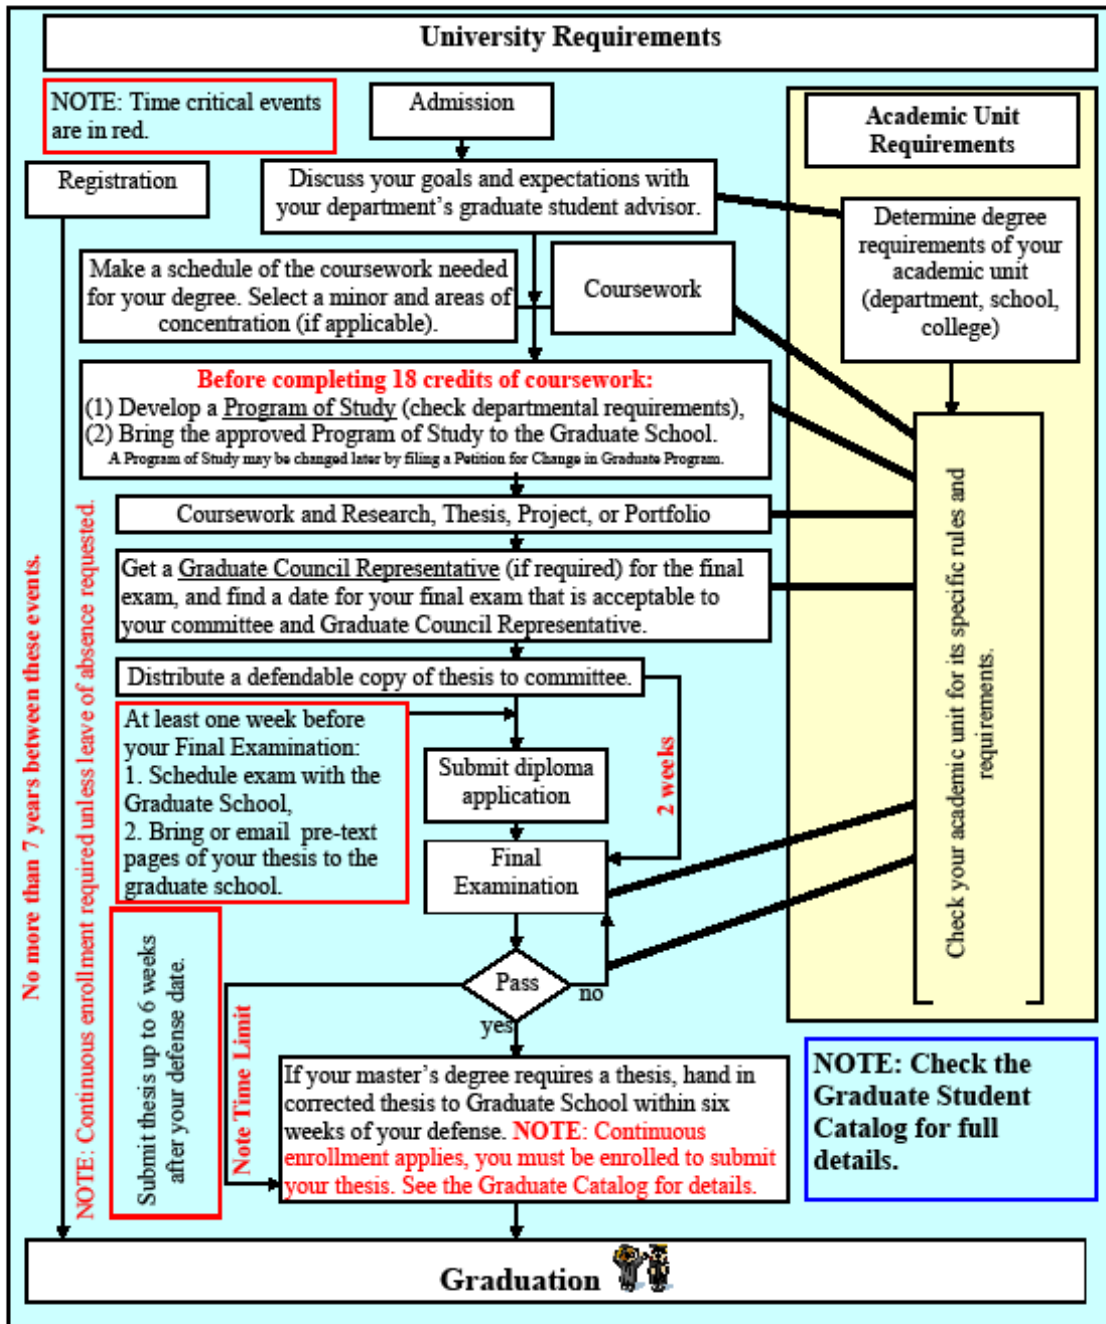 University Requirements
NOTE: Time critical events
are in red.
Admission
Academic Unit
Requirements
Registration
Discuss your goals and expectations with
your department's graduate student advisor.
Determine degree
requirements of your
academic unit
(department, school,
college)
Make a schedule of the coursework needed
for your degree. Select a minor and areas of
concentration (if applicable).
Coursework
Before completing 18 credits of coursework:
(1) Develop a Program of Study (check departmental requirements),
(2) Bring the approved Program of Study to the Graduate School.
A Program of Study may be changed later by filing a Petition for Change in Graduate Program.
Coursework and Research, Thesis, Project, or Portfolio
Get a Graduate Council Representative (if required) for the final
exam, and find a date for your final exam that is acceptable to
your committee and Graduate Council Representative.
Distribute a defendable copy of thesis to committee.
At least one week before
your Final Examination:
1. Schedule exam with the
Graduate School,
2. Bring or email pre-text
pages of your thesis to the
graduate school.
Submit diploma
application
2 weeks
Final
Examination
Pass
no
yes
No more than 7 years between these events.
NOTE: Continuous enrollment required unless leave of absence requested.
Submit thesis up to 6 weeks
after your defense date.
Note Time Limit
If your master's degree requires a thesis, hand in
corrected thesis to Graduate School within six
weeks of your defense. NOTE: Continuous
enrollment applies, you must be enrolled to submit
your thesis. See the Graduate Catalog for details.
Check your academic unit for its specific rules and
requirements.
NOTE: Check the
Graduate Student
Catalog for full
details.
Graduation